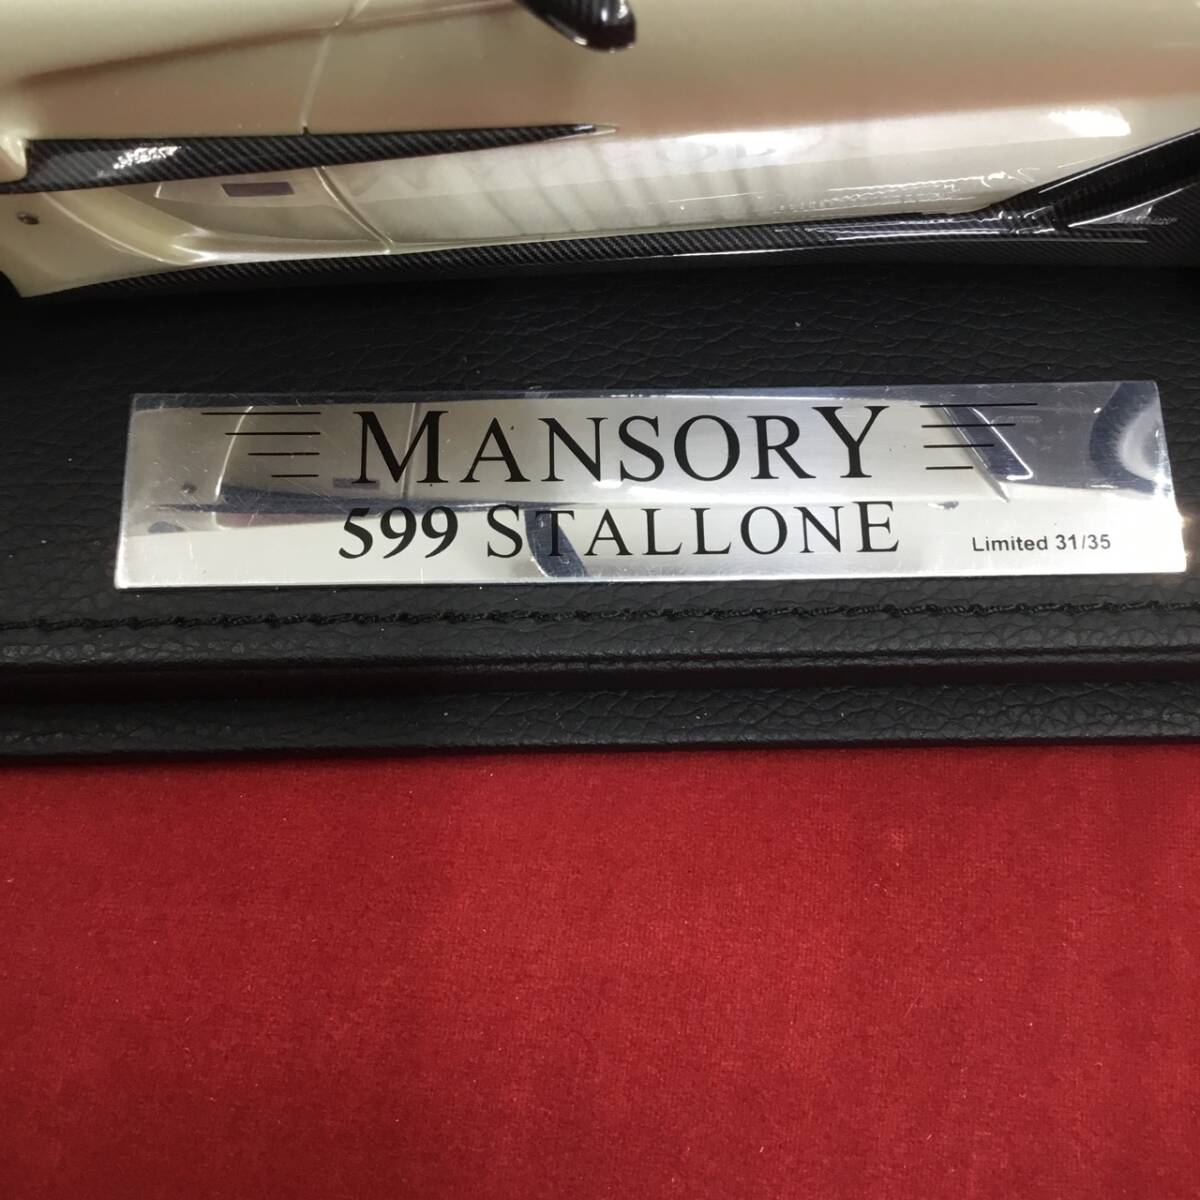 MANSORY
599 STALLONE
Limited 31/35